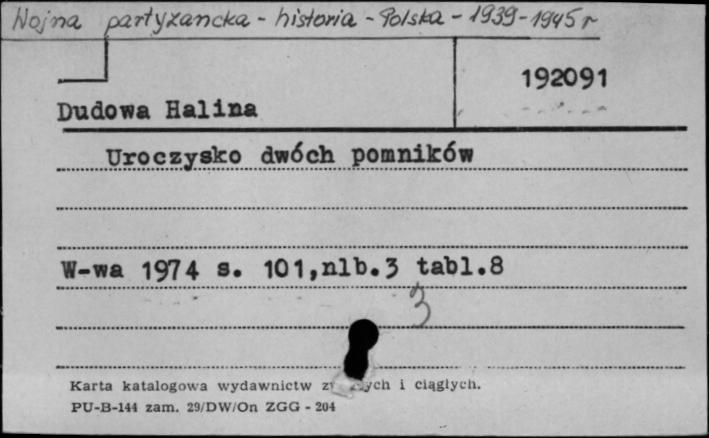 Wojna partyzancka - historia - Polska - 1939-1945 r
192091
Dudowa Halina
Uroczysko dwóch pomników
W-wa 1974 s. 101,nlb.3 tabl.8
3
Karta katalogowa wydawnictw i ciągłych.
PU-B-144 zam. 29/DW/On ZGG - 204